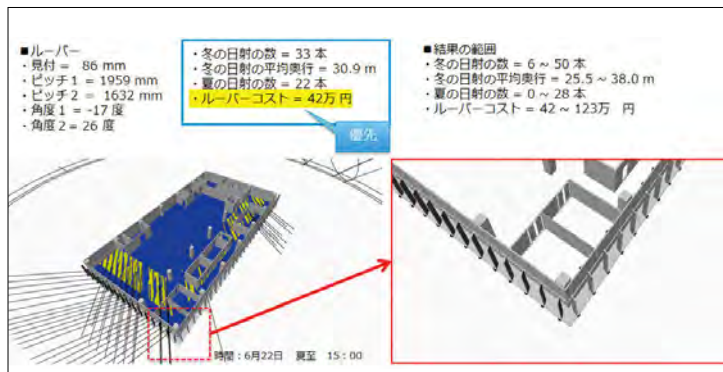 ■ルーバー
・見付 = 86 mm
・ピッチ1 = 1959 mm
・ピッチ2 = 1632 mm
・角度1 = -17 度
・角度2 = 26 度
・冬の日射の数 = 33 本
・冬の日射の平均奥行 = 30.9 m
・夏の日射の数 = 22 本
・ルーバーコスト = 42万 円
優先
■結果の範囲
・冬の日射の数 = 6 ~ 50 本
・冬の日射の平均奥行 = 25.5 ~ 38.0 m
・夏の日射の数 = 0 ~ 28 本
・ルーバーコスト = 42 ~ 123万 円
時間：6月22日 夏至 15：00